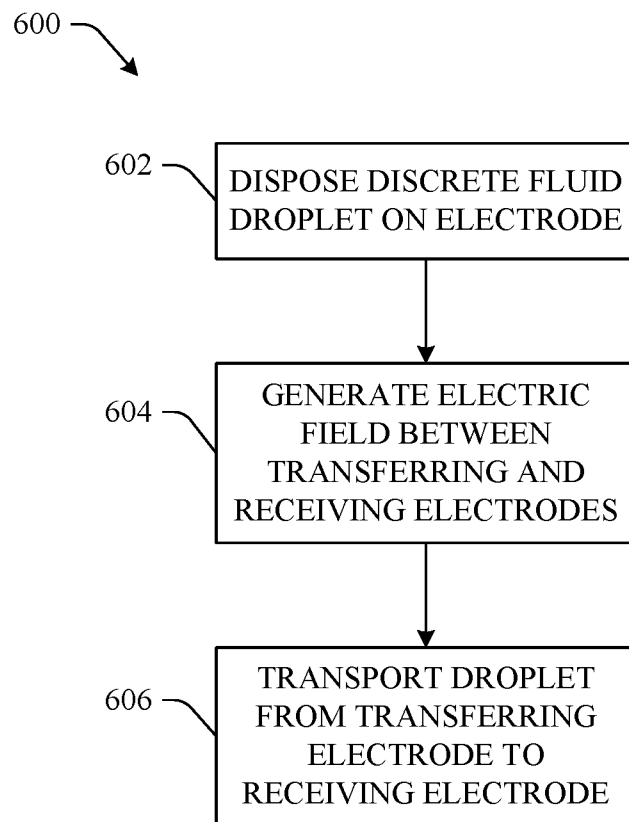 600
602
DISPOSE DISCRETE FLUID
DROPLET ON ELECTRODE
604
GENERATE ELECTRIC
FIELD BETWEEN
TRANSFERRING AND
RECEIVING ELECTRODES
606
TRANSPORT DROPLET
FROM TRANSFERRING
ELECTRODE TO
RECEIVING ELECTRODE